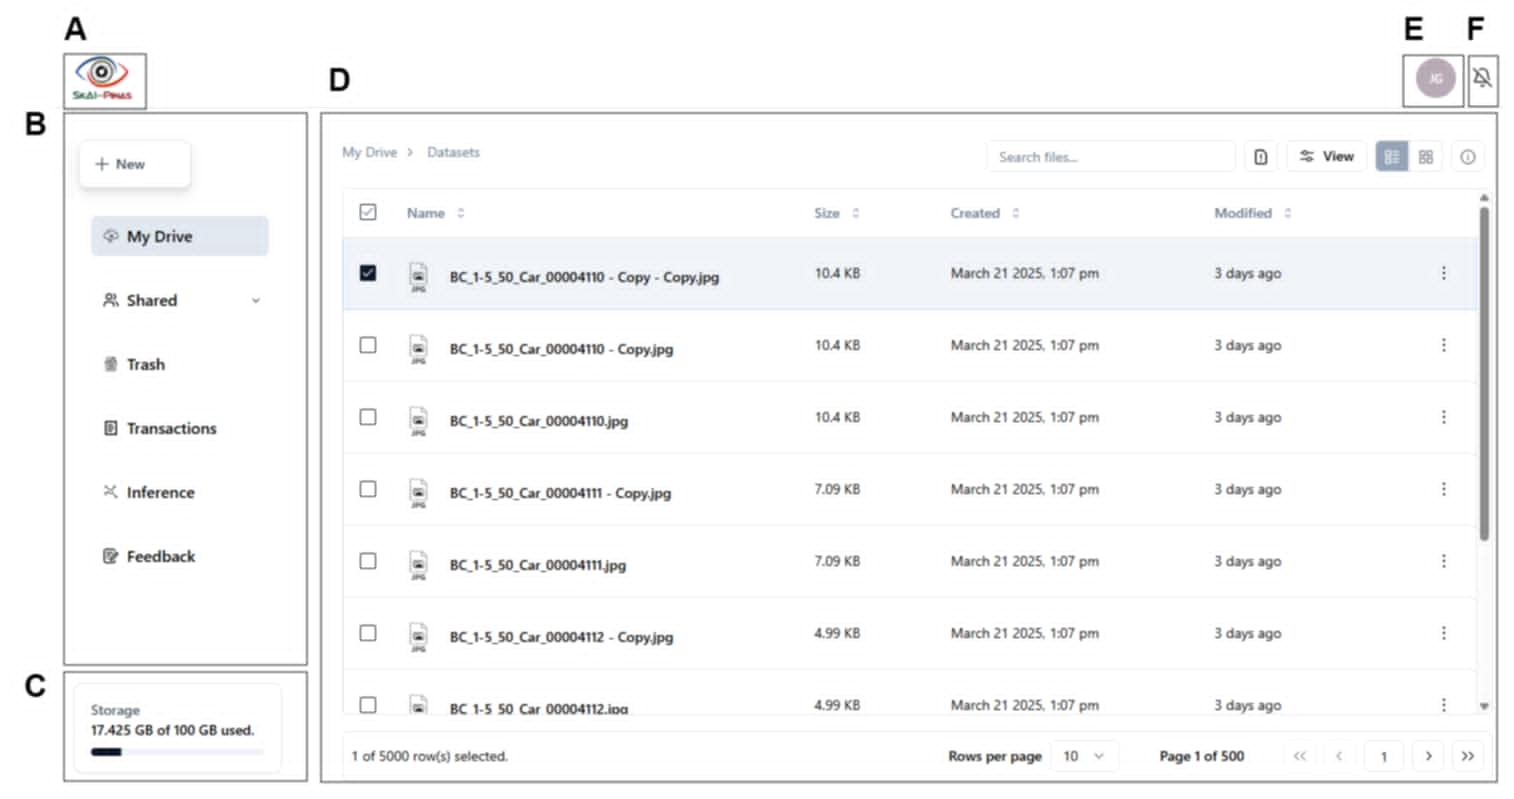 A
E
F
SKAI-PINAS
JG
D
B
+ New
My Drive
Shared
Trash
Transactions
Inference
Feedback
C
Storage
17.425 GB of 100 GB used.
My Drive > Datasets
Search files...
View
Name Size Created Modified
JPG BC_1-5_50_Car_00004110 - Copy - Copy.jpg 10.4 KB March 21 2025, 1:07 pm 3 days ago
JPG BC_1-5_50_Car_00004110 - Copy.jpg 10.4 KB March 21 2025, 1:07 pm 3 days ago
JPG BC_1-5_50_Car_00004110.jpg 10.4 KB March 21 2025, 1:07 pm 3 days ago
JPG BC_1-5_50_Car_00004111 - Copy.jpg 7.09 KB March 21 2025, 1:07 pm 3 days ago
JPG BC_1-5_50_Car_00004111.jpg 7.09 KB March 21 2025, 1:07 pm 3 days ago
JPG BC_1-5_50_Car_00004112 - Copy.jpg 4.99 KB March 21 2025, 1:07 pm 3 days ago
BC_1-5_50_Car_00004112.jpg 4.99 KB March 21 2025, 1:07 pm 3 days ago
1 of 5000 row(s) selected.
Rows per page 10 Page 1 of 500 << < 1 > >>